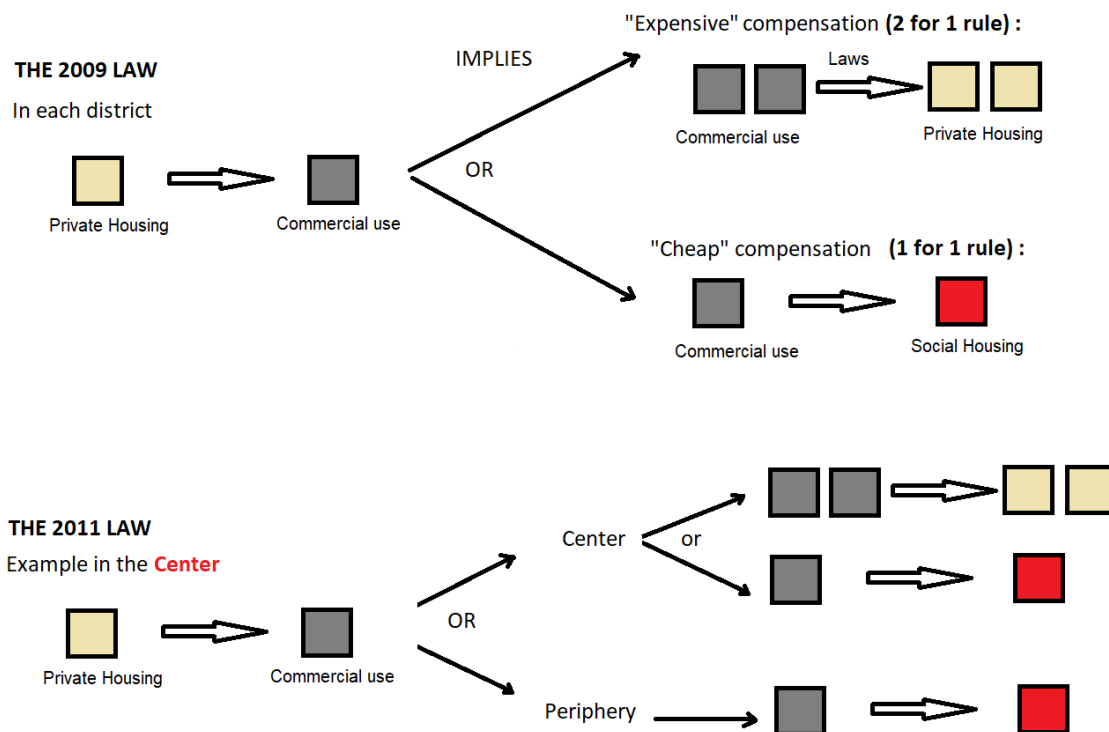 "Expensive" compensation (2 for 1 rule) :
THE 2009 LAW
IMPLIES
Laws
In each district
Commercial use
Private Housing
OR
Private Housing
Commercial use
"Cheap" compensation (1 for 1 rule) :
Commercial use
Social Housing
THE 2011 LAW
Center
or
Example in the Center
OR
Private Housing
Commercial use
Periphery